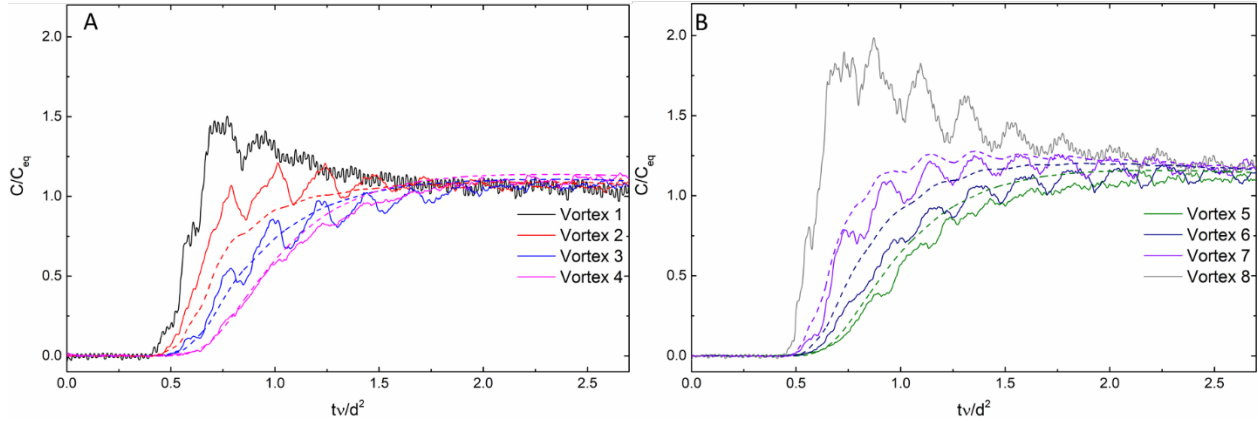 A
2.0
1.5
1.0
0.5
0.0
C/Ceq
0.0 0.5 1.0 1.5 2.0 2.5
tν/d²
Vortex 1
Vortex 2
Vortex 3
Vortex 4
B
2.0
1.5
1.0
0.5
0.0
C/Ceq
0.0 0.5 1.0 1.5 2.0 2.5
tν/d²
Vortex 5
Vortex 6
Vortex 7
Vortex 8